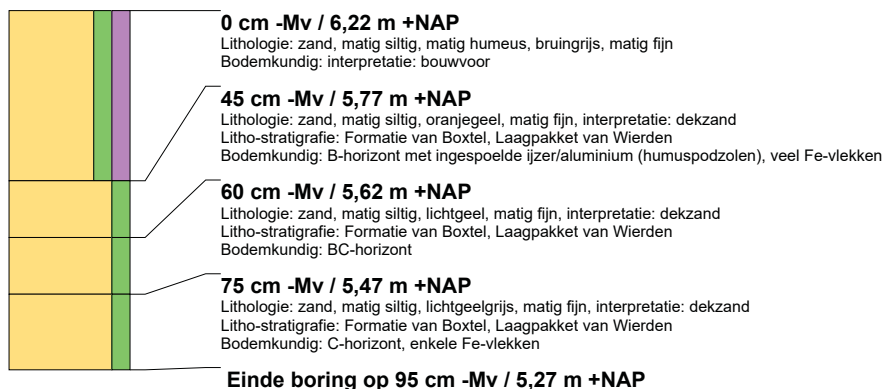 0 cm -Mv / 6,22 m +NAP
Lithologie: zand, matig siltig, matig humeus, bruingrijs, matig fijn
Bodemkundig: interpretatie: bouwvoor
45 cm -Mv / 5,77 m +NAP
Lithologie: zand, matig siltig, oranjegeel, matig fijn, interpretatie: dekzand
Litho-stratigrafie: Formatie van Boxtel, Laagpakket van Wierden
Bodemkundig: B-horizont met ingespoelde ijzer/aluminium (humuspodzolen), veel Fe-vlekken
60 cm -Mv / 5,62 m +NAP
Lithologie: zand, matig siltig, lichtgeel, matig fijn, interpretatie: dekzand
Litho-stratigrafie: Formatie van Boxtel, Laagpakket van Wierden
Bodemkundig: BC-horizont
75 cm -Mv / 5,47 m +NAP
Lithologie: zand, matig siltig, lichtgeelgrijs, matig fijn, interpretatie: dekzand
Litho-stratigrafie: Formatie van Boxtel, Laagpakket van Wierden
Bodemkundig: C-horizont, enkele Fe-vlekken
Einde boring op 95 cm -Mv / 5,27 m +NAP